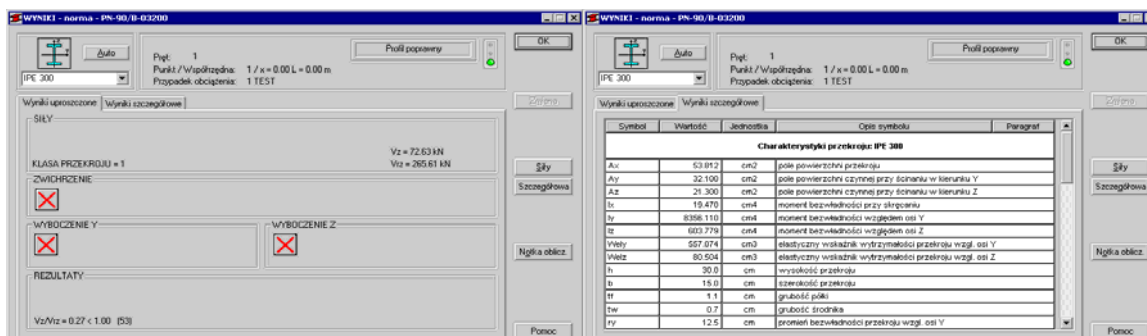 WYNIKI - norma - PN-90/B-03200
Auto
IPE 300
Pręt: 1
Punkt / Współrzędna: 1 / x = 0.00 L = 0.00 m
Przypadek obciążenia: 1 TEST
Profil poprawny
OK
Zmiana
Wyniki uproszczone
Wyniki szczegółowe
SIŁY
KLASA PRZEKROJU = 1
Vz = 72.63 kN
Vrz = 265.61 kN
ZWICHRZENIE
WYBOCZENIE Y
WYBOCZENIE Z
REZULTATY
Vz/Vrz = 0.27 < 1.00 (53)
Siły
Szczegółowa
Notka oblicz.
Pomoc
WYNIKI - norma - PN-90/B-03200
Auto
IPE 300
Pręt: 1
Punkt / Współrzędna: 1 / x = 0.00 L = 0.00 m
Przypadek obciążenia: 1 TEST
Profil poprawny
OK
Zmiana
Wyniki uproszczone
Wyniki szczegółowe
Symbol Wartość Jednostka Opis symbolu Paragraf
Charakterystyki przekroju: IPE 300
Ax 53.812 cm2 pole powierzchni przekroju
Ay 32.100 cm2 pole powierzchni czynnej przy ścinaniu w kierunku Y
Az 21.300 cm2 pole powierzchni czynnej przy ścinaniu w kierunku Z
Ix 19.470 cm4 moment bezwładności przy skręcaniu
Iy 8356.110 cm4 moment bezwładności względem osi Y
Iz 603.779 cm4 moment bezwładności względem osi Z
Wely 557.074 cm3 elastyczny wskaźnik wytrzymałości przekroju wzgl. osi Y
Welz 80.504 cm3 elastyczny wskaźnik wytrzymałości przekroju wzgl. osi Z
h 30.0 cm wysokość przekroju
b 15.0 cm szerokość przekroju
tf 1.1 cm grubość półki
tw 0.7 cm grubość środnika
ry 12.5 cm promień bezwładności przekroju wzgl. osi Y
Siły
Szczegółowa
Notka oblicz.
Pomoc